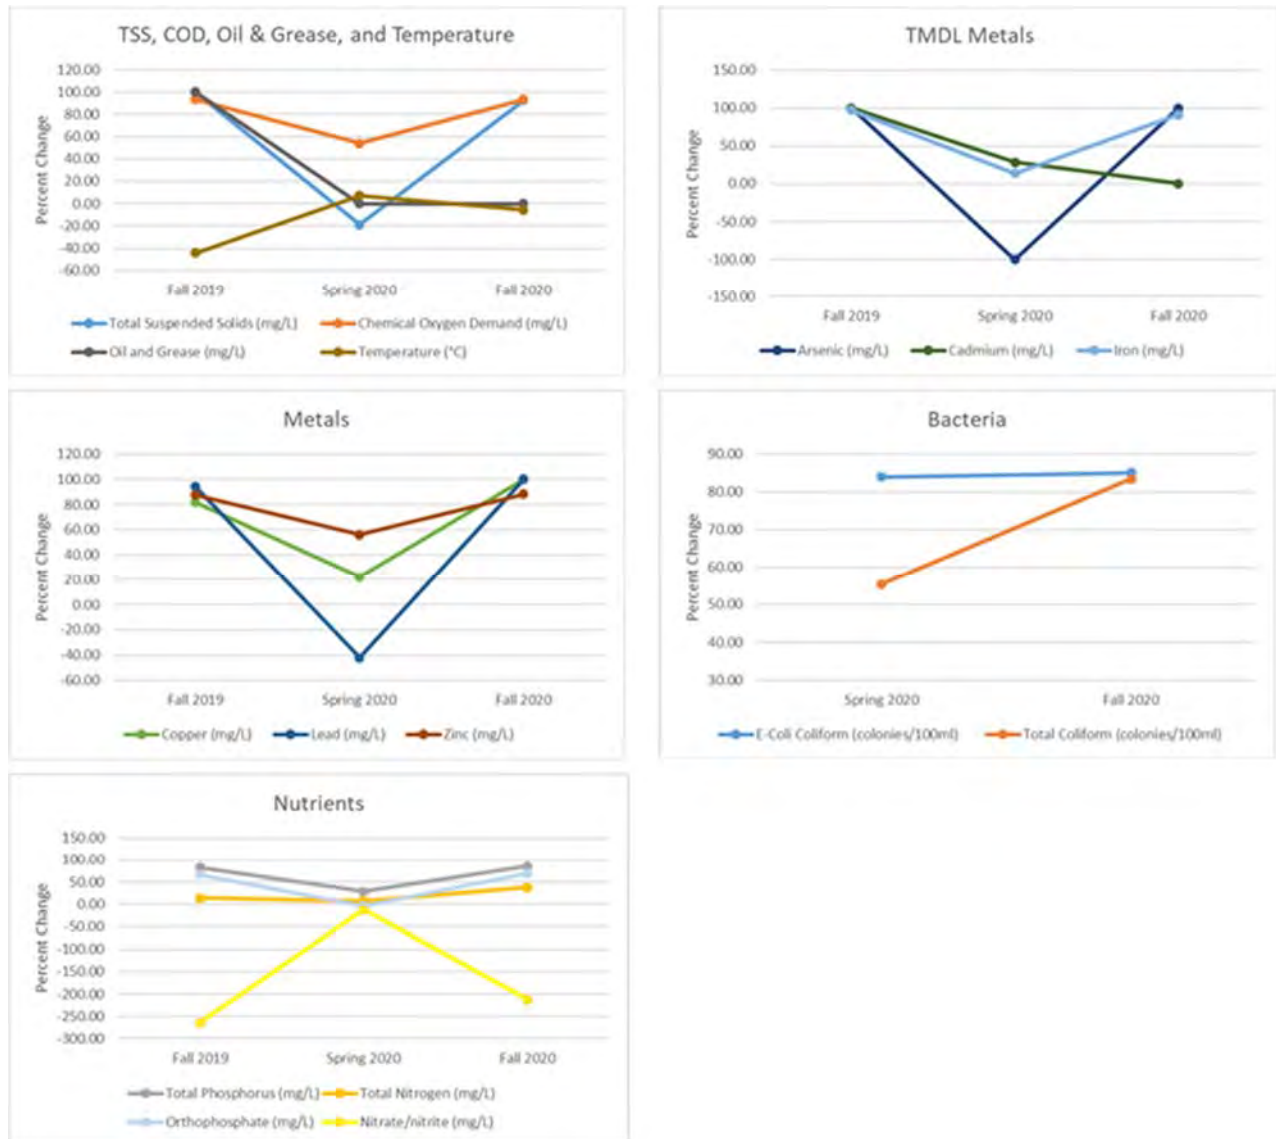 TSS, COD, Oil & Grease, and Temperature
120.00
100.00
80.00
60.00
40.00
20.00
0.00
-20.00
-40.00
-60.00
Percent Change
Fall 2019 Spring 2020 Fall 2020
Total Suspended Solids (mg/L) Chemical Oxygen Demand (mg/L)
Oil and Grease (mg/L) Temperature (°C)
TMDL Metals
150.00
100.00
50.00
0.00
-50.00
-100.00
-150.00
Percent Change
Fall 2019 Spring 2020 Fall 2020
Arsenic (mg/L) Cadmium (mg/L) Iron (mg/L)
Metals
120.00
100.00
80.00
60.00
40.00
20.00
0.00
-20.00
-40.00
-60.00
Percent Change
Fall 2019 Spring 2020 Fall 2020
Copper (mg/L) Lead (mg/L) Zinc (mg/L)
Bacteria
90.00
80.00
70.00
60.00
50.00
40.00
30.00
Percent Change
Spring 2020 Fall 2020
E-Coli Coliform (colonies/100ml) Total Coliform (colonies/100ml)
Nutrients
150.00
100.00
50.00
0.00
-50.00
-100.00
-150.00
-200.00
-250.00
-300.00
Percent Change
Fall 2019 Spring 2020 Fall 2020
Total Phosphorus (mg/L) Total Nitrogen (mg/L)
Orthophosphate (mg/L) Nitrate/nitrite (mg/L)